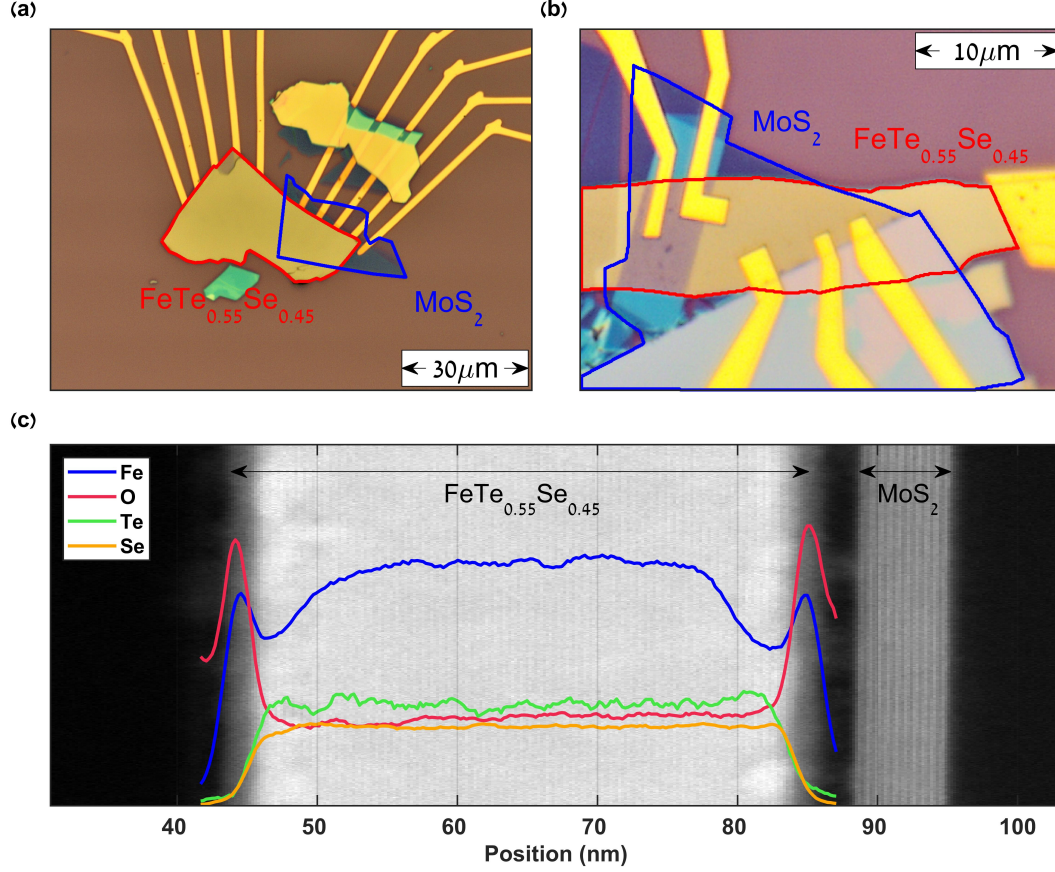 (a)
FeTe0.55Se0.45
MoS2
30μm
(b)
10μm
MoS2
FeTe0.55Se0.45
(c)
Fe
O
Te
Se
FeTe0.55Se0.45
MoS2
40 50 60 70 80 90 100
Position (nm)